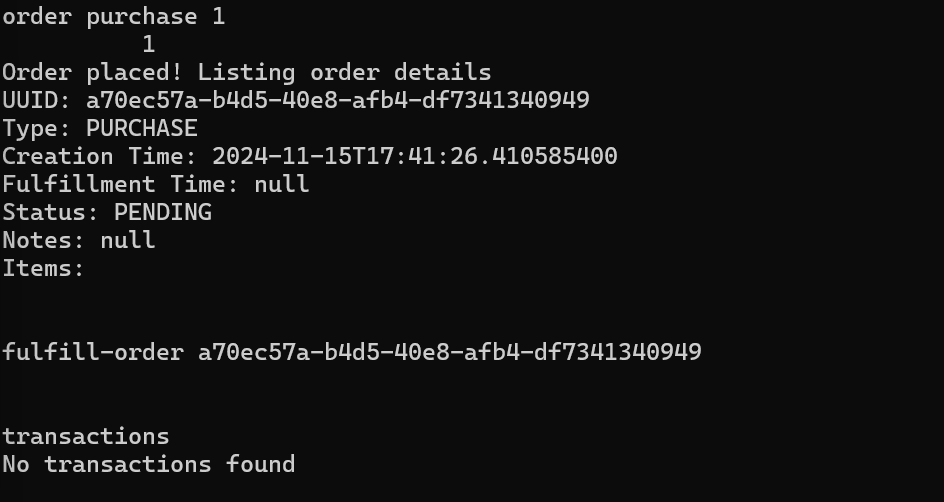 order purchase 1
1
Order placed! Listing order details
UUID: a70ec57a-b4d5-40e8-afb4-df7341340949
Type: PURCHASE
Creation Time: 2024-11-15T17:41:26.410585400
Fulfillment Time: null
Status: PENDING
Notes: null
Items:
fulfill-order a70ec57a-b4d5-40e8-afb4-df7341340949
transactions
No transactions found